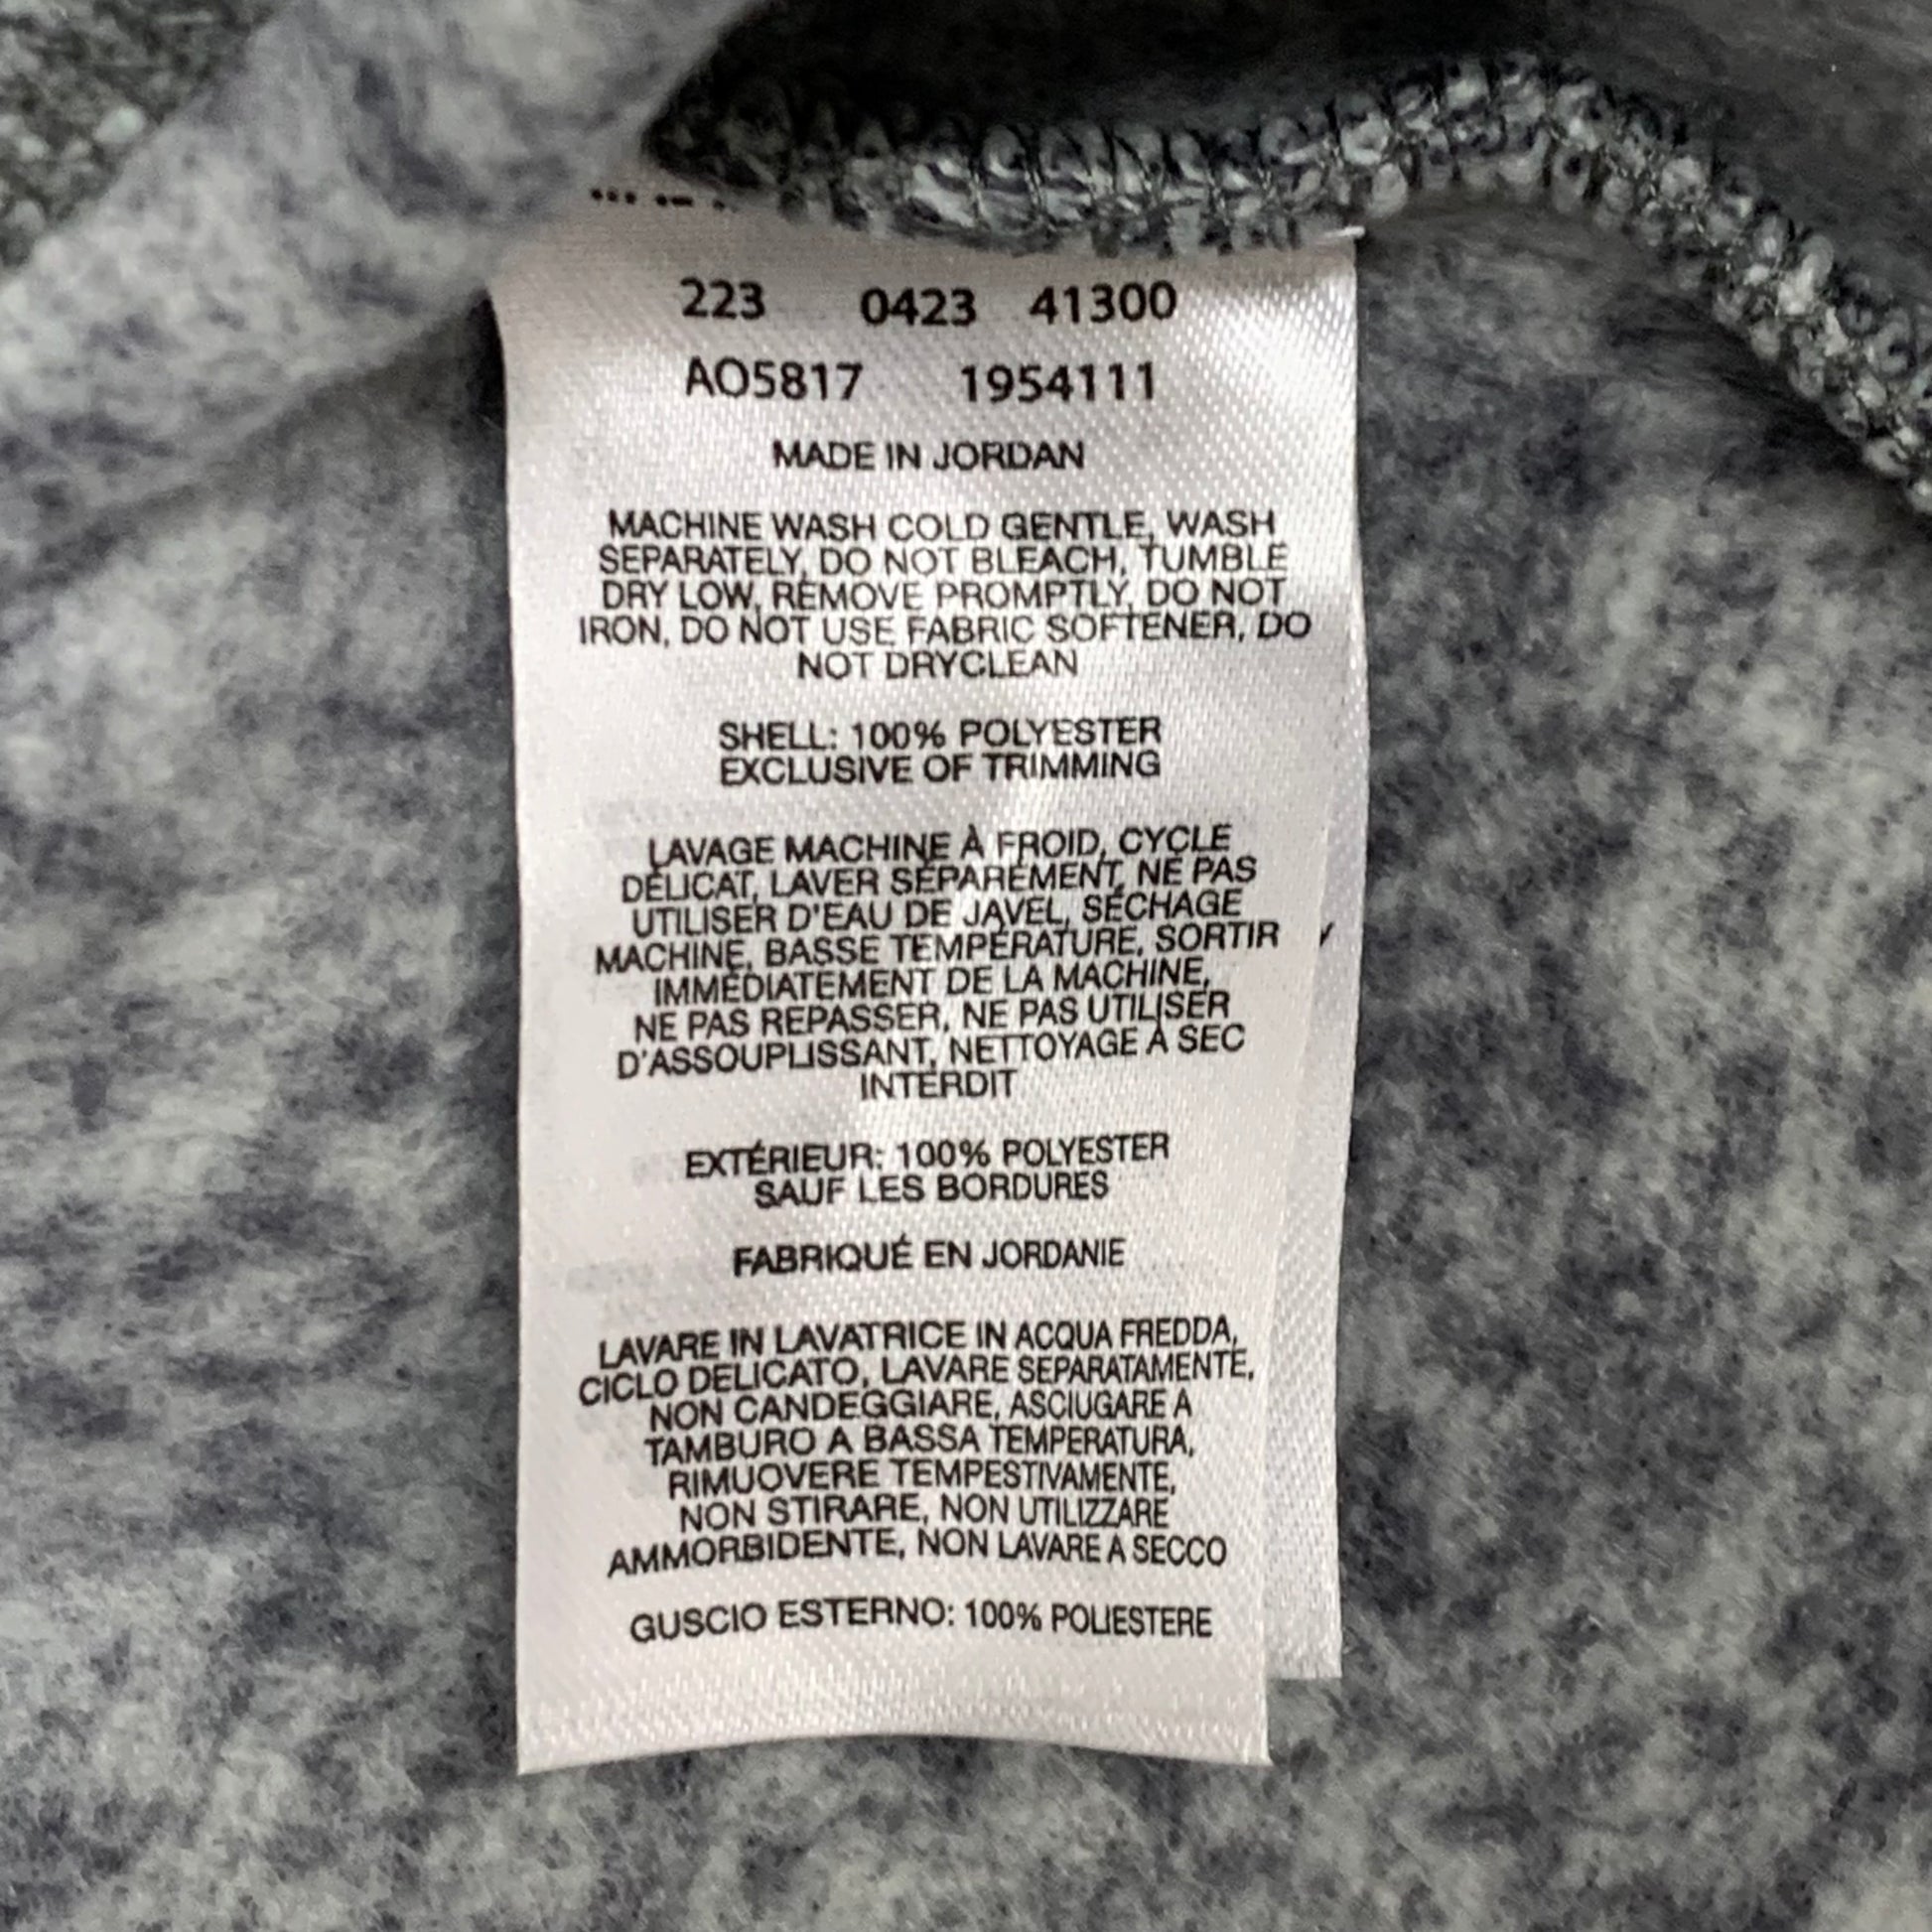 223 0423 41300
AO5817 1954111
MADE IN JORDAN
MACHINE WASH COLD GENTLE, WASH
SEPARATELY, DO NOT BLEACH, TUMBLE
DRY LOW, REMOVE PROMPTLY, DO NOT
IRON, DO NOT USE FABRIC SOFTENER, DO
NOT DRYCLEAN
SHELL: 100% POLYESTER
EXCLUSIVE OF TRIMMING
LAVAGE MACHINE À FROID, CYCLE
DÉLICAT, LAVER SÉPARÉMENT, NE PAS
UTILISER D'EAU DE JAVEL, SÉCHAGE
MACHINE, BASSE TEMPÉRATURE, SORTIR
IMMÉDIATEMENT DE LA MACHINE,
NE PAS REPASSER, NE PAS UTILISER
D'ASSOUPLISSANT, NETTOYAGE À SEC
INTERDIT
EXTÉRIEUR: 100% POLYESTER
SAUF LES BORDURES
FABRIQUÉ EN JORDANIE
LAVARE IN LAVATRICE IN ACQUA FREDDA,
CICLO DELICATO, LAVARE SEPARATAMENTE,
NON CANDEGGIARE, ASCIUGARE A
TAMBURO A BASSA TEMPERATURA,
RIMUOVERE TEMPESTIVAMENTE,
NON STIRARE, NON UTILIZZARE
AMMORBIDENTE, NON LAVARE A SECCO
GUSCIO ESTERNO: 100% POLIESTERE